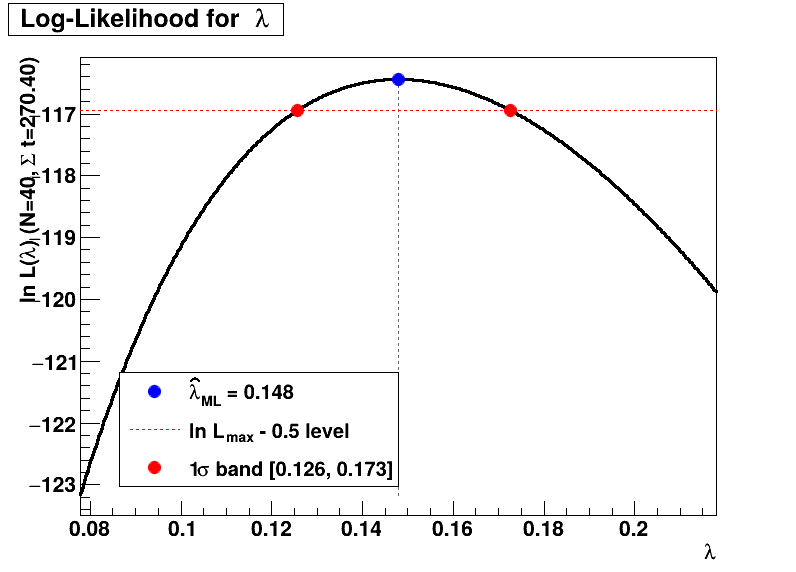 Log-Likelihood for λ
ln L(λ) (N=40, Σ t=270.40)
−117
−118
−119
−120
−121
−122
−123
λ̂ML = 0.148
ln Lmax - 0.5 level
1σ band [0.126, 0.173]
0.08 0.1 0.12 0.14 0.16 0.18 0.2
λ